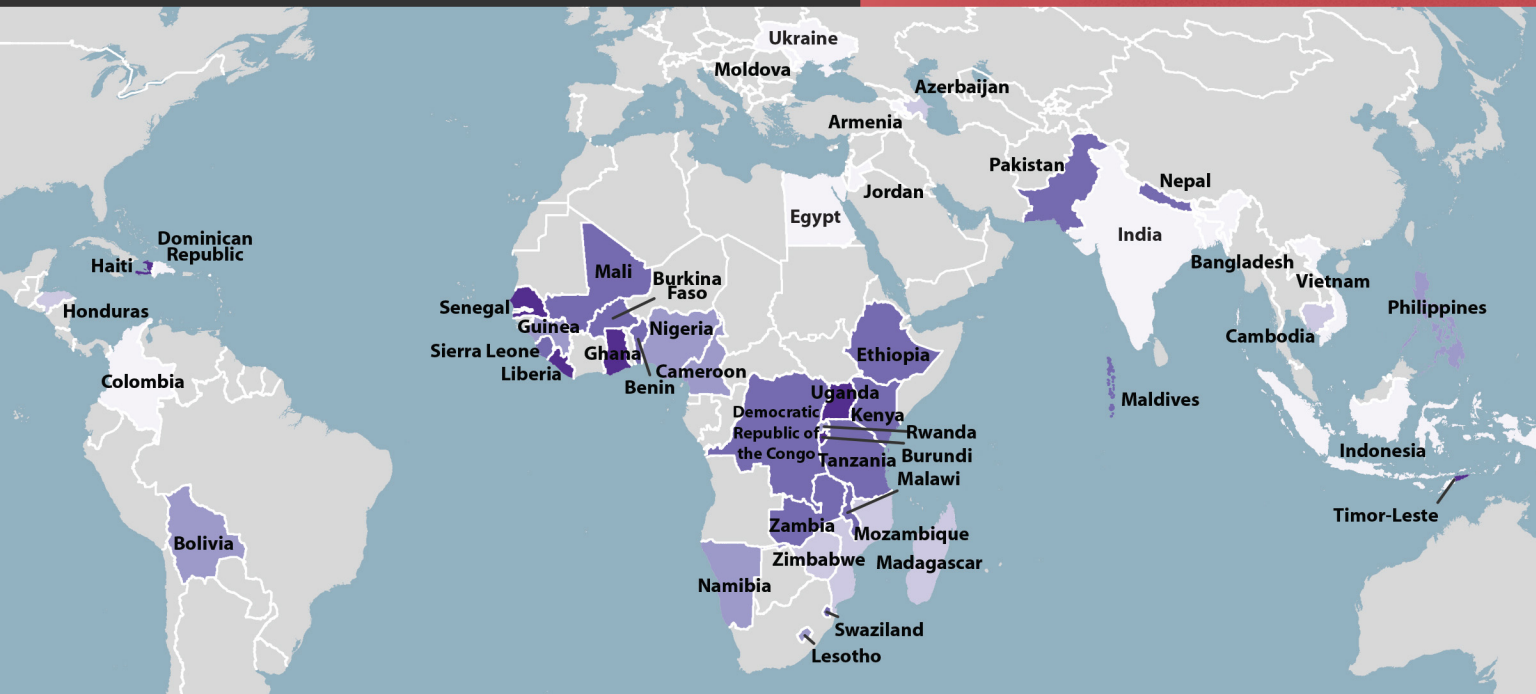 Ukraine
Moldova
Azerbaijan
Armenia
Pakistan
Jordan
Nepal
Egypt
India
Dominican
Republic
Haiti
Bangladesh
Mali
Burkina
Faso
Vietnam
Honduras
Senegal
Philippines
Guinea
Nigeria
Cambodia
Sierra Leone
Ghana
Ethiopia
Liberia
Cameroon
Colombia
Benin
Uganda
Maldives
Democratic
Republic of
the Congo
Kenya
Rwanda
Burundi
Indonesia
Tanzania
Malawi
Timor-Leste
Zambia
Mozambique
Bolivia
Zimbabwe
Madagascar
Namibia
Swaziland
Lesotho